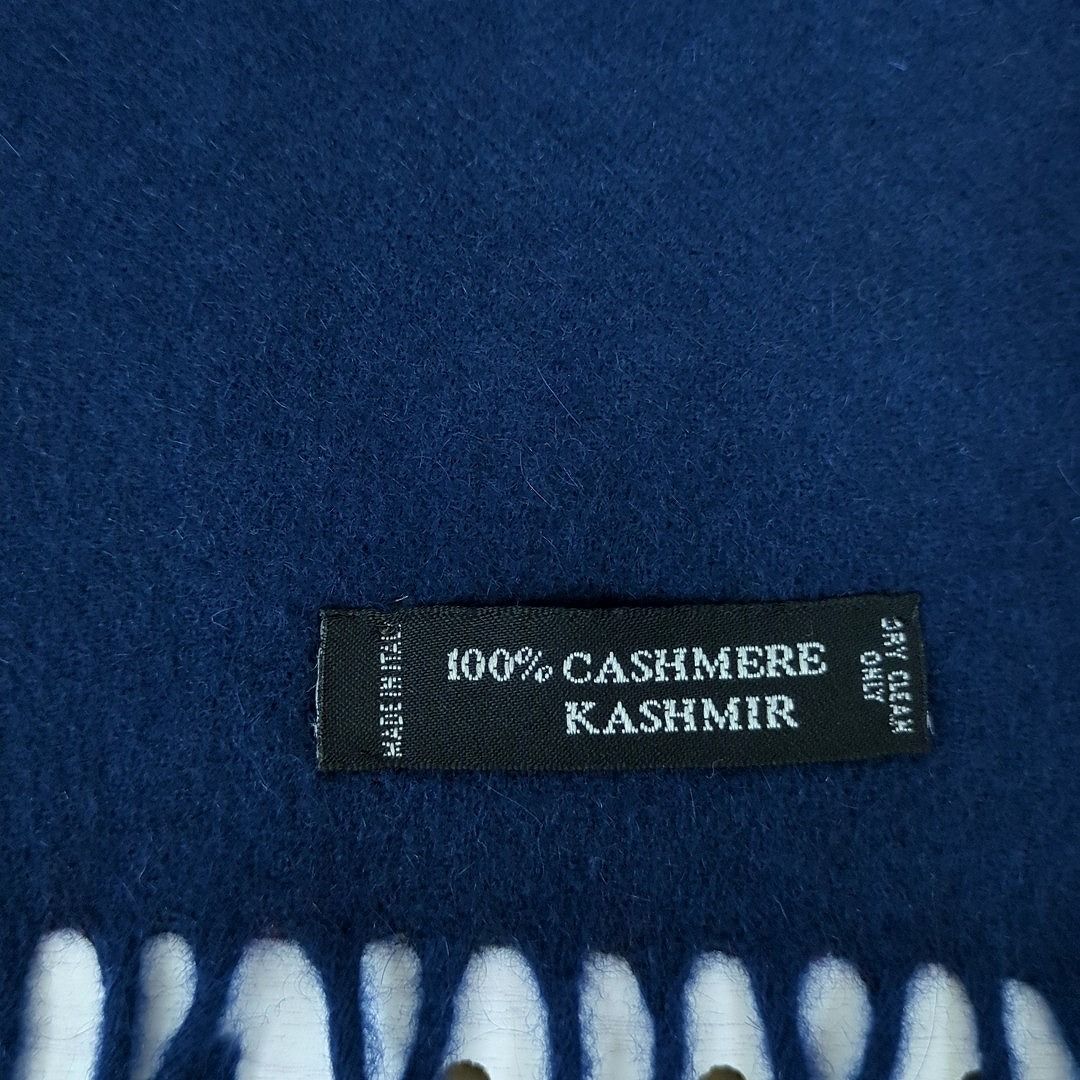 MADE IN ITALY
100% CASHMERE
KASHMIR
DRY CLEAN
ONLY